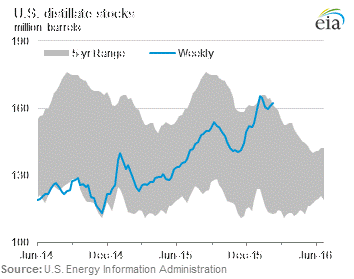 U.S. distillate stocks
million barrels
eia
190
5-yr Range
Weekly
160
130
100
Jun-14
Dec-14
Jun-15
Dec-15
Jun-16
Source: U.S. Energy Information Administration